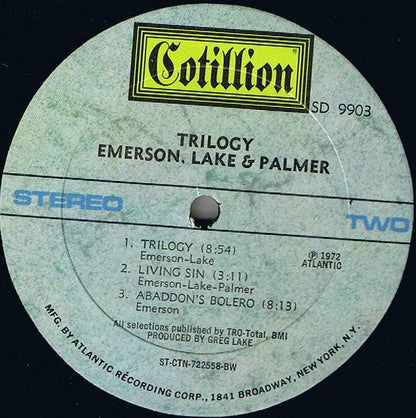 Cotillion®
SD 9903
TRILOGY
EMERSON, LAKE & PALMER
STEREO
TWO
1. TRILOGY (8:54)
Emerson-Lake
2. LIVING SIN (3:11)
Emerson-Lake-Palmer
3. ABADDON'S BOLERO (8:13)
Emerson
Ⓟ 1972
ATLANTIC
All selections published by TRO-Total, BMI
PRODUCED BY GREG LAKE
ST-CTN-722558-BW
MFG. BY ATLANTIC RECORDING CORP., 1841 BROADWAY, NEW YORK, N.Y.